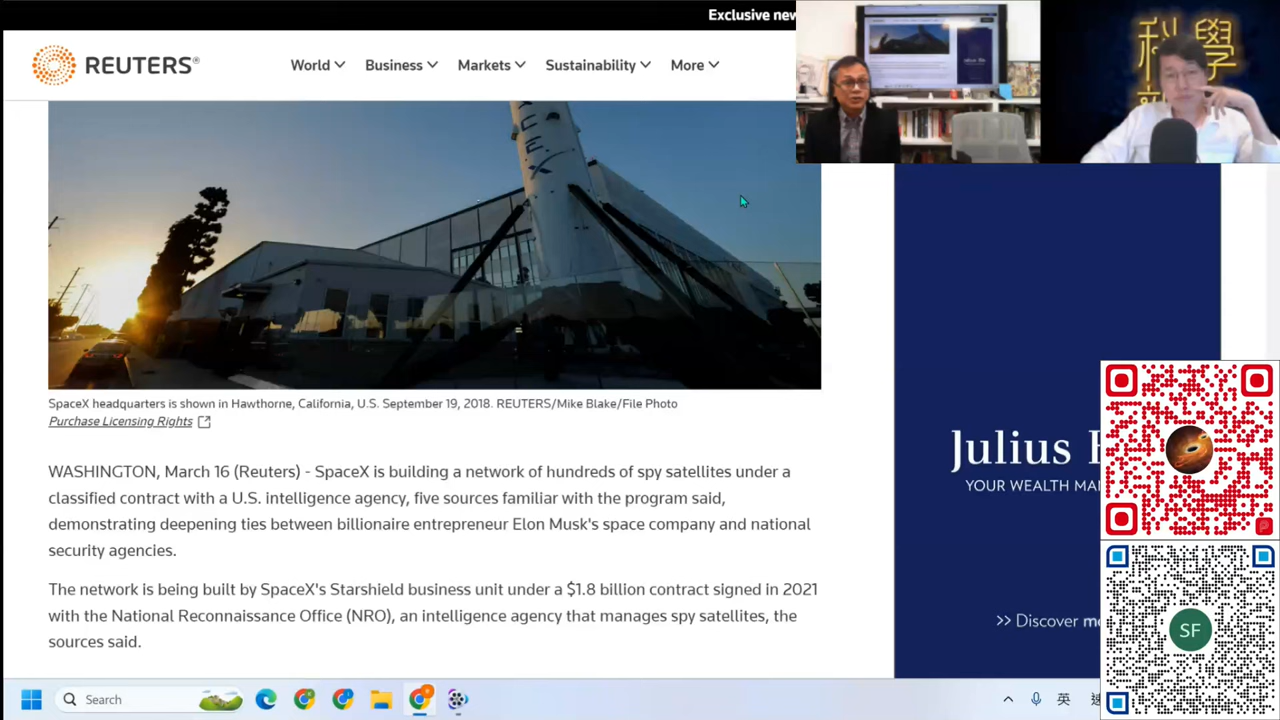 Exclusive new
REUTERS®
World
Business
Markets
Sustainability
More
科學
CEX
SpaceX headquarters is shown in Hawthorne, California, U.S. September 19, 2018. REUTERS/Mike Blake/File Photo
Purchase Licensing Rights
WASHINGTON, March 16 (Reuters) - SpaceX is building a network of hundreds of spy satellites under a
classified contract with a U.S. intelligence agency, five sources familiar with the program said,
demonstrating deepening ties between billionaire entrepreneur Elon Musk's space company and national
security agencies.
The network is being built by SpaceX's Starshield business unit under a $1.8 billion contract signed in 2021
with the National Reconnaissance Office (NRO), an intelligence agency that manages spy satellites, the
sources said.
Julius
YOUR WEALTH MA
>> Discover mo
SF
Search
英